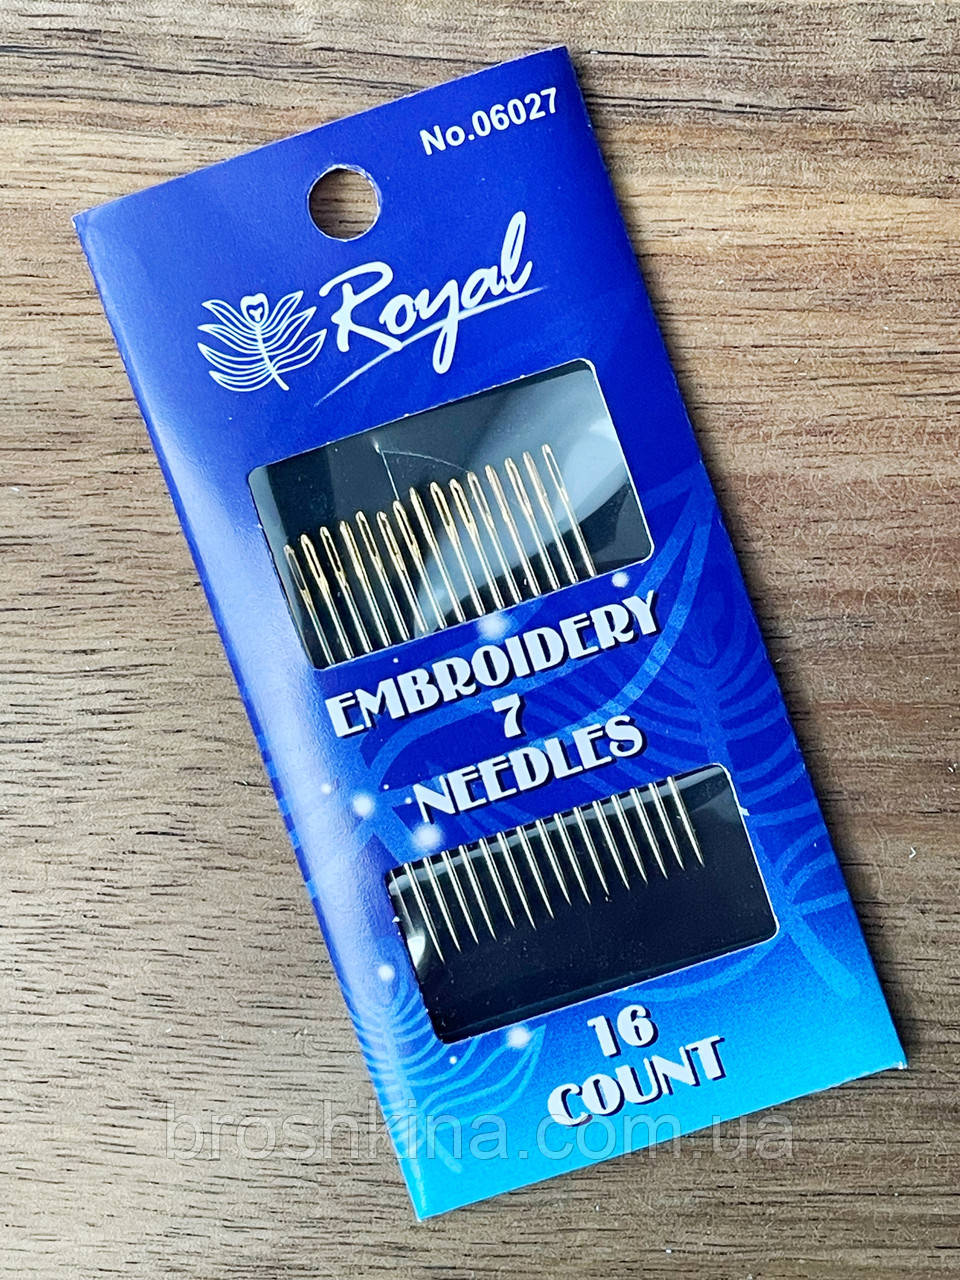 No.06027
Royal
EMBROIDERY
7
NEEDLES
16
COUNT
broshkina.com.ua